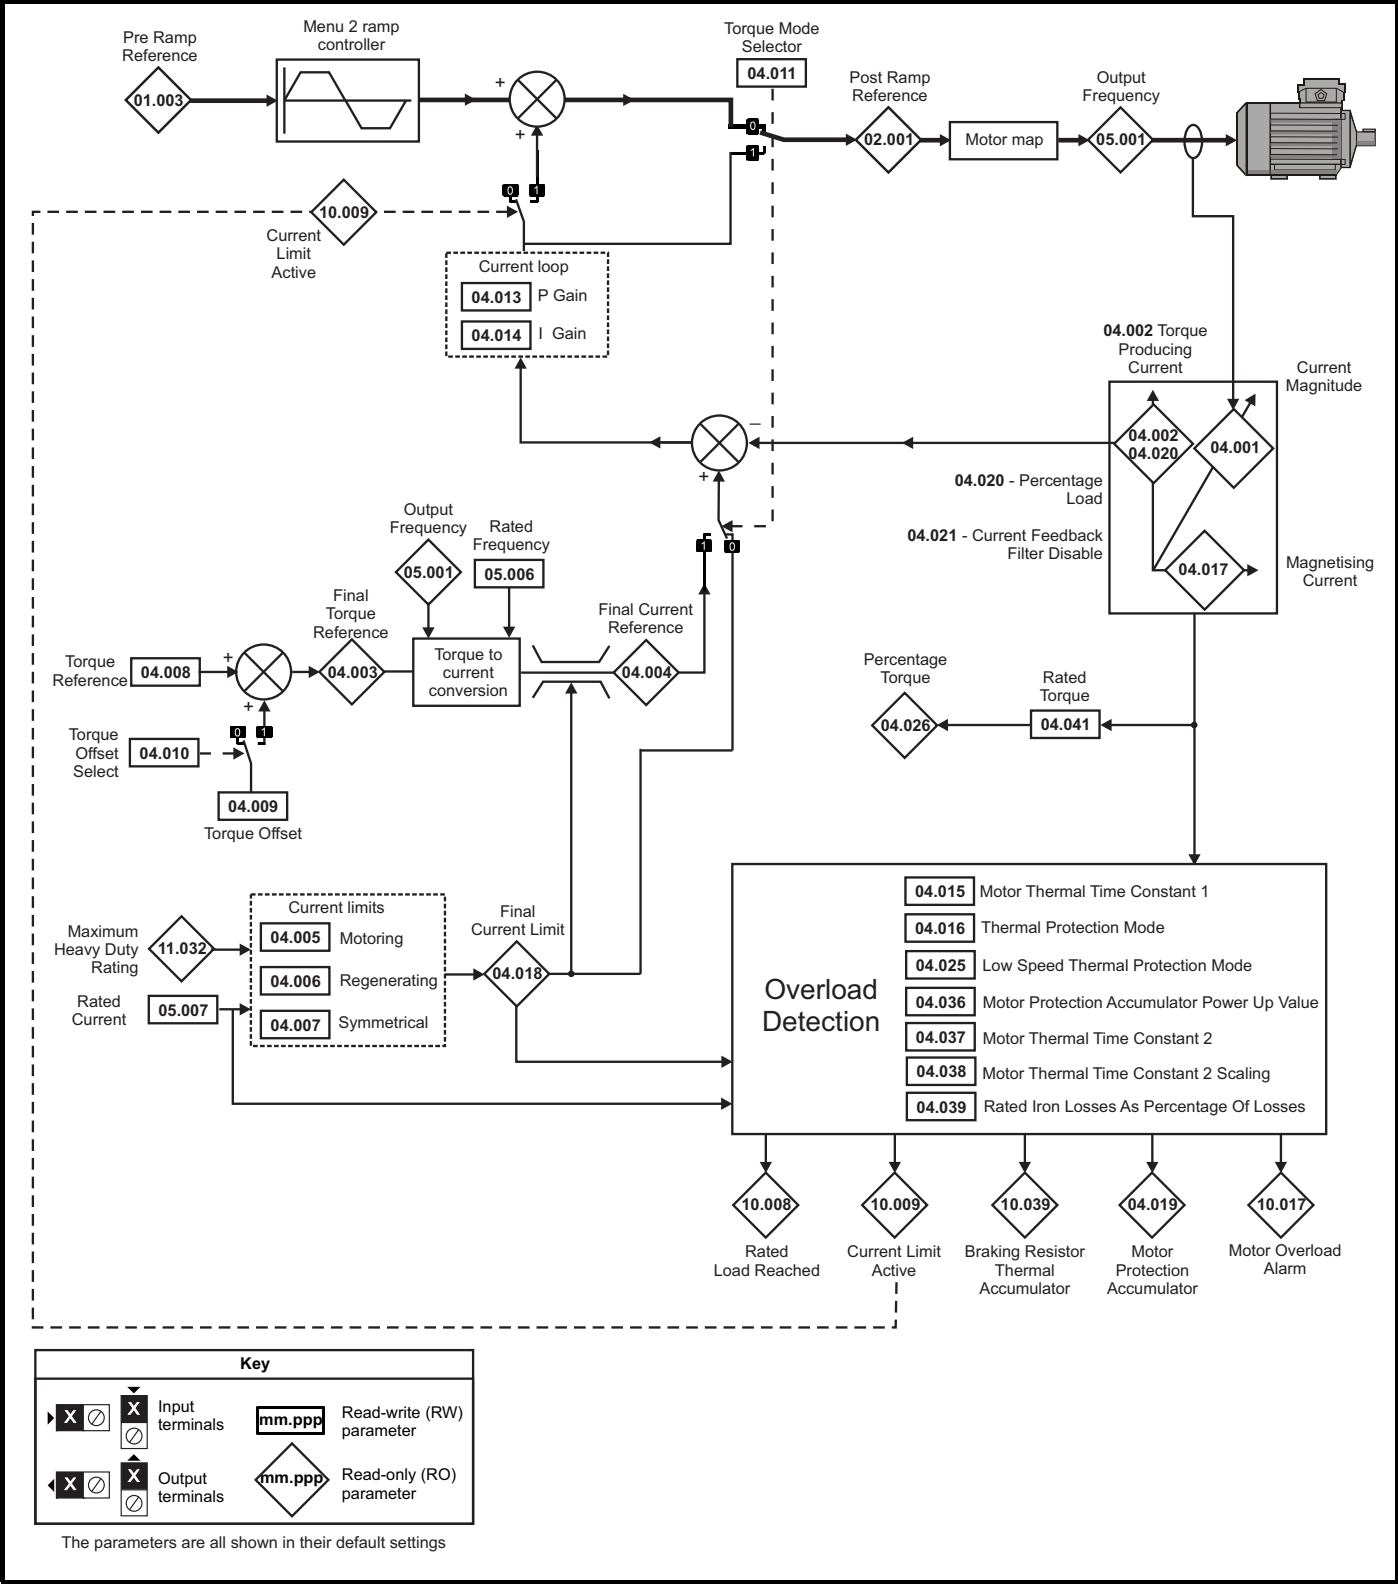 Pre Ramp
Reference
01.003
Menu 2 ramp
controller
+
+
Torque Mode
Selector
04.011
0
1
Post Ramp
Reference
02.001
Motor map
Output
Frequency
05.001
0
1
10.009
Current
Limit
Active
Current loop
04.013 P Gain
04.014 I Gain
04.002 Torque
Producing
Current
Current
Magnitude
04.002
04.020
04.001
04.017
Magnetising
Current
04.020 - Percentage
Load
04.021 - Current Feedback
Filter Disable
–
+
1
0
Output
Frequency
05.001
Rated
Frequency
05.006
Final
Torque
Reference
04.003
Torque to
current
conversion
Final Current
Reference
04.004
Torque
Reference
04.008
+
+
0
1
Torque
Offset
Select
04.010
04.009
Torque Offset
Percentage
Torque
04.026
Rated
Torque
04.041
Maximum
Heavy Duty
Rating
11.032
Rated
Current
05.007
Current limits
04.005 Motoring
04.006 Regenerating
04.007 Symmetrical
Final
Current Limit
04.018
Overload
Detection
04.015 Motor Thermal Time Constant 1
04.016 Thermal Protection Mode
04.025 Low Speed Thermal Protection Mode
04.036 Motor Protection Accumulator Power Up Value
04.037 Motor Thermal Time Constant 2
04.038 Motor Thermal Time Constant 2 Scaling
04.039 Rated Iron Losses As Percentage Of Losses
10.008
Rated
Load Reached
10.009
Current Limit
Active
10.039
Braking Resistor
Thermal
Accumulator
04.019
Motor
Protection
Accumulator
10.017
Motor Overload
Alarm
Key
X
X
Input
terminals
mm.ppp
Read-write (RW)
parameter
X
X
Output
terminals
mm.ppp
Read-only (RO)
parameter
The parameters are all shown in their default settings